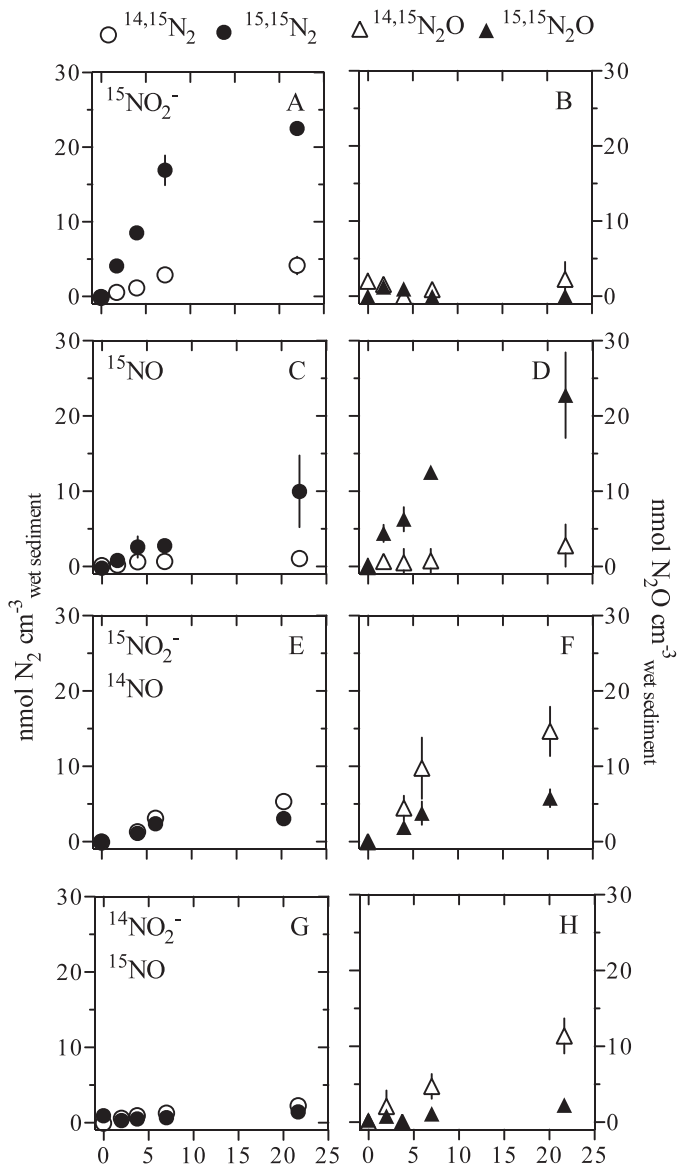 ○ ¹⁴,¹⁵N₂ ● ¹⁵,¹⁵N₂ △ ¹⁴,¹⁵N₂O ▲ ¹⁵,¹⁵N₂O
30 30
¹⁵NO₂⁻ A B
20 20
10 10
0 0
30 30
¹⁵NO C D
20 20
10 10
0 0
nmol N₂ cm⁻³ wet sediment
nmol N₂O cm⁻³ wet sediment
30 30
¹⁵NO₂⁻ E F
¹⁴NO
20 20
10 10
0 0
30 30
¹⁴NO₂⁻ G H
¹⁵NO
20 20
10 10
0 0
0 5 10 15 20 25 0 5 10 15 20 25